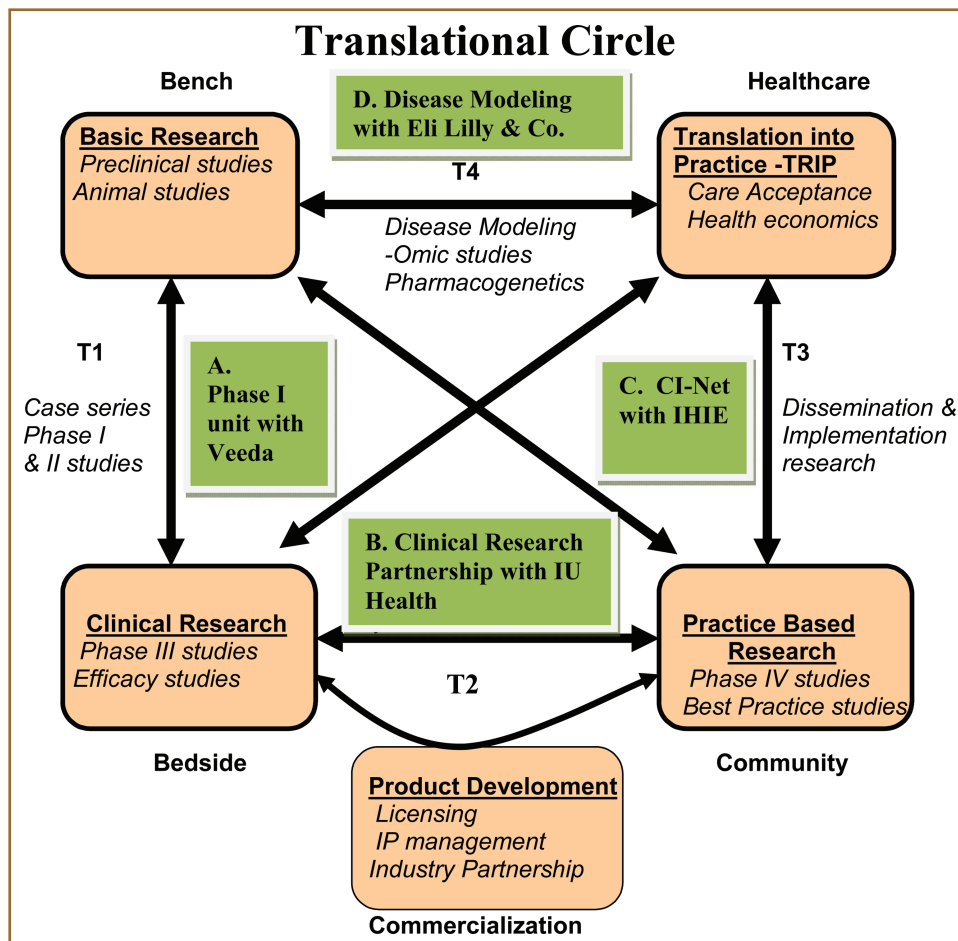 Translational Circle
Bench
Healthcare
D. Disease Modeling
with Eli Lilly & Co.
Basic Research
Preclinical studies
Animal studies
Translation into
Practice -TRIP
Care Acceptance
Health economics
T4
Disease Modeling
-Omic studies
Pharmacogenetics
T1
Case series
Phase I
& II studies
A.
Phase I
unit with
Veeda
C. CI-Net
with IHIE
T3
Dissemination &
Implementation
research
B. Clinical Research
Partnership with IU
Health
Clinical Research
Phase III studies
Efficacy studies
T2
Practice Based
Research
Phase IV studies
Best Practice studies
Bedside
Community
Product Development
Licensing
IP management
Industry Partnership
Commercialization